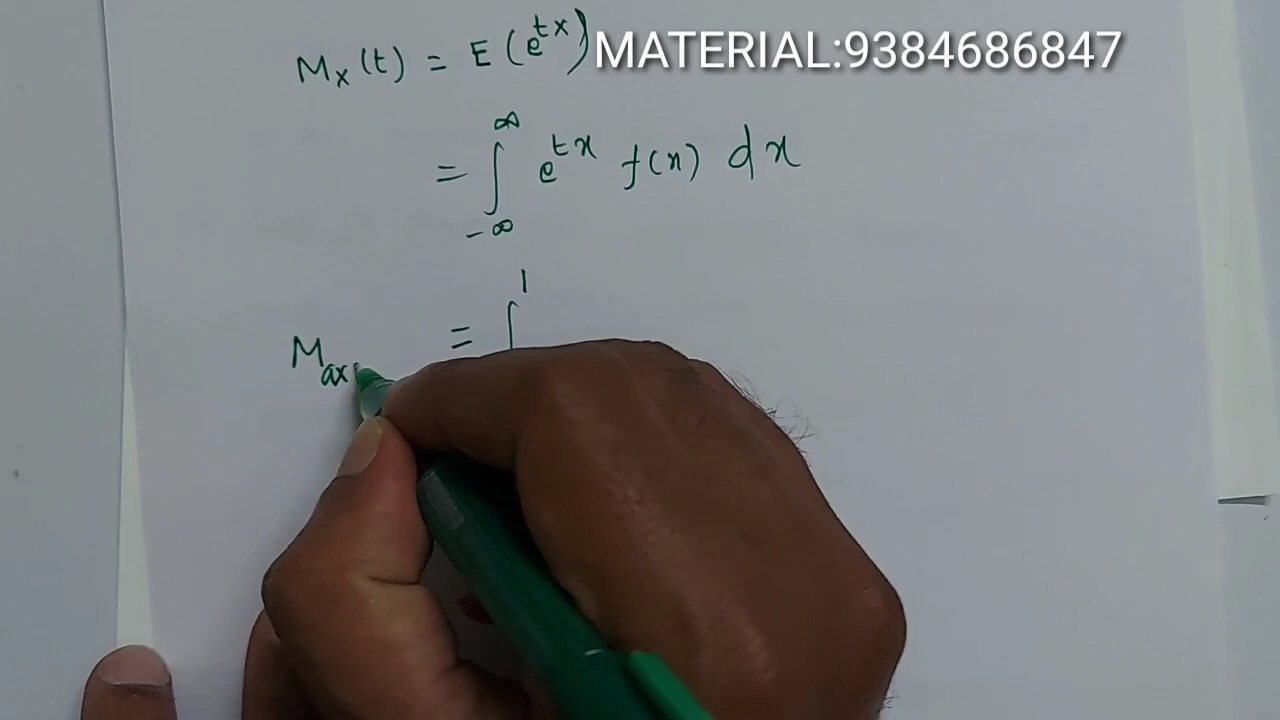 Mx(t) = E(e^tx) MATERIAL:9384686847
= ∫_-∞^∞ e^tx f(x) dx
Max = ∫^1